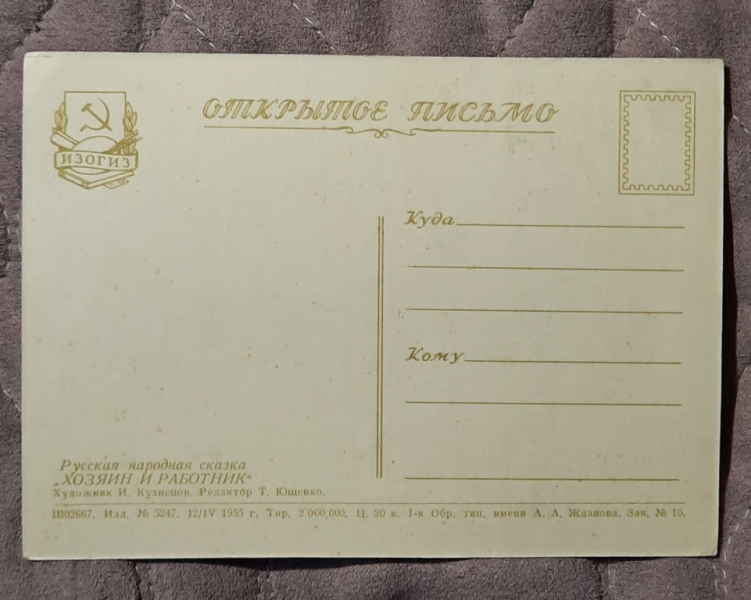 ОТКРЫТОЕ ПИСЬМО
ИЗОГИЗ
Куда
Кому
Русская народная сказка
„ХОЗЯИН И РАБОТНИК“
Художник И. Кузнецов. Редактор Т. Ющенко.
Ш02667. Изд. № 5247. 12/IV 1955 г. Тир. 2 000 000. Ц. 20 к. 1-я Обр. тип. имени А. А. Жданова. Зак. № 10.